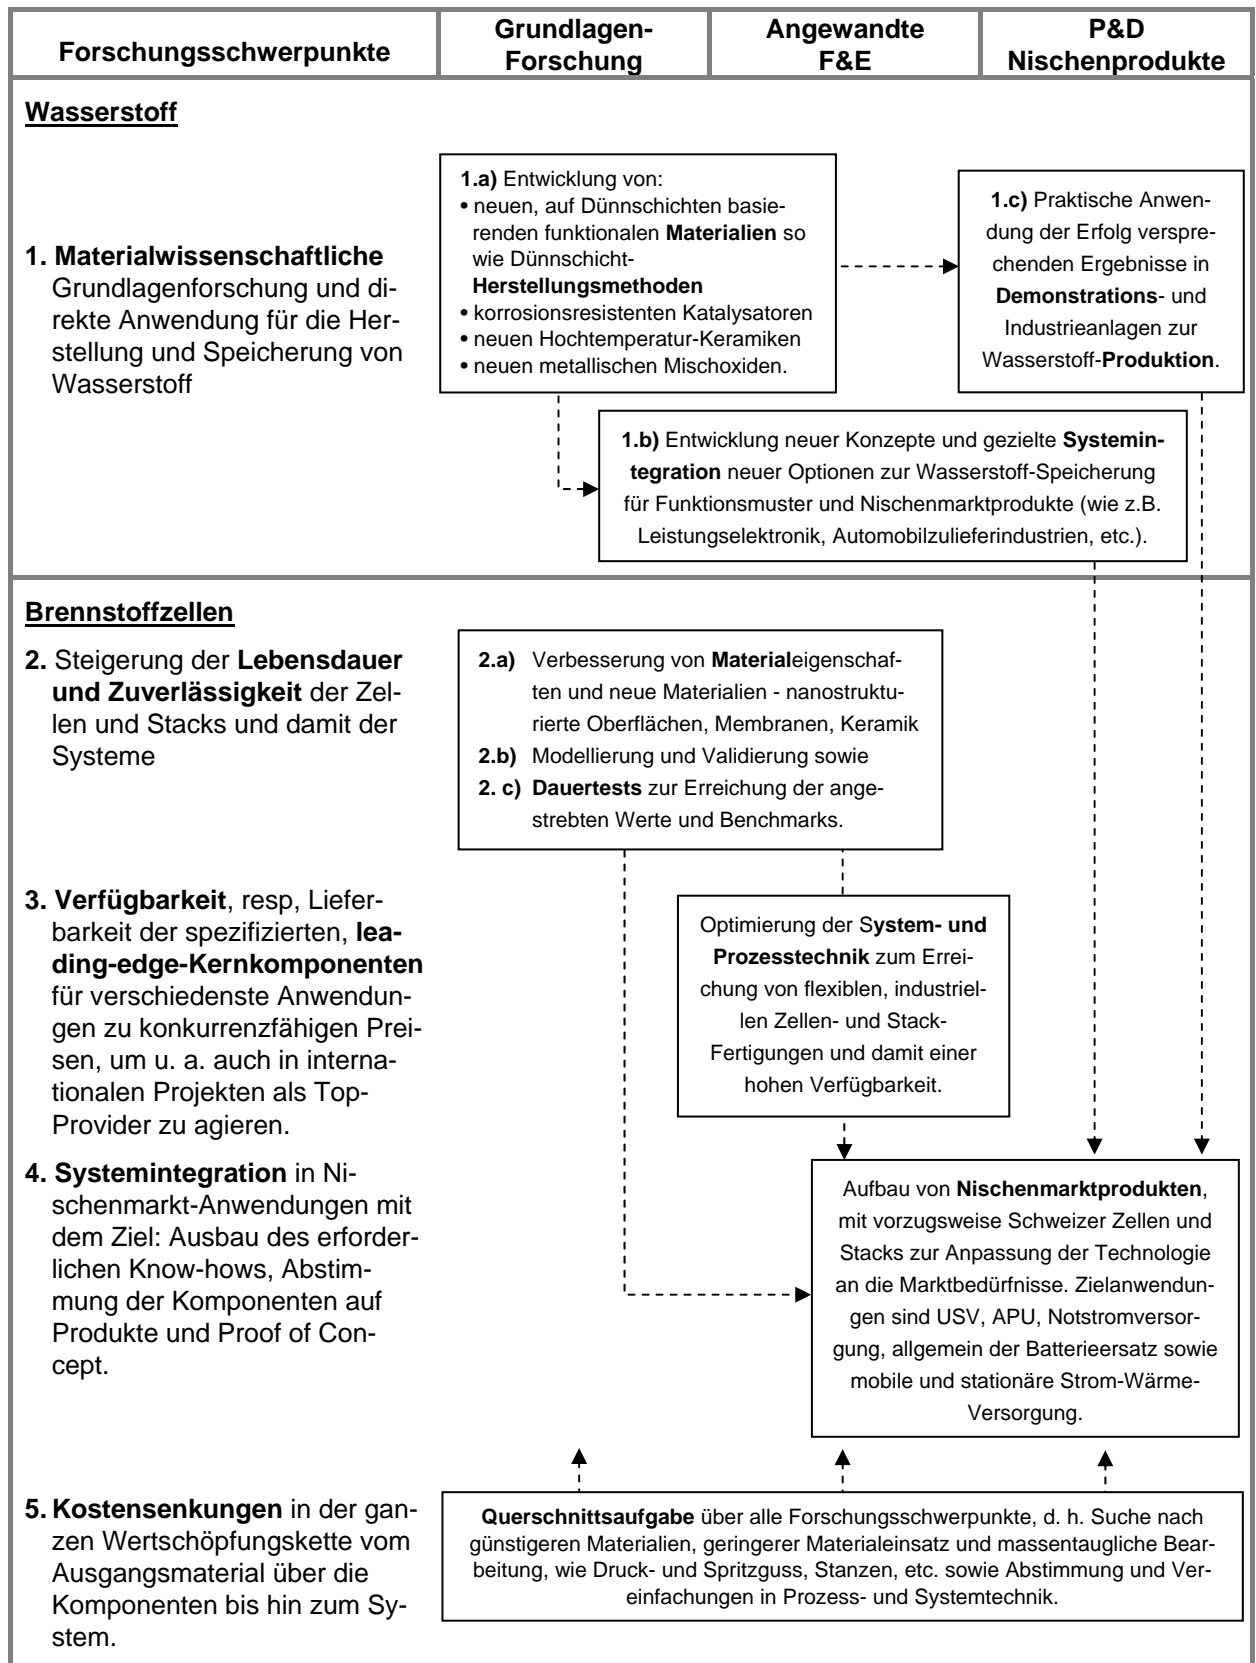 Forschungsschwerpunkte
Grundlagen-
Forschung
Angewandte
F&E
P&D
Nischenprodukte
Wasserstoff
1. Materialwissenschaftliche
Grundlagenforschung und di-
rekte Anwendung für die Her-
stellung und Speicherung von
Wasserstoff
1.a) Entwicklung von:
• neuen, auf Dünnschichten basie-
renden funktionalen Materialien so
wie Dünnschicht-
Herstellungsmethoden
• korrosionsresistenten Katalysatoren
• neuen Hochtemperatur-Keramiken
• neuen metallischen Mischoxiden.
1.c) Praktische Anwen-
dung der Erfolg verspre-
chenden Ergebnisse in
Demonstrations- und
Industrieanlagen zur
Wasserstoff-Produktion.
1.b) Entwicklung neuer Konzepte und gezielte Systemin-
tegration neuer Optionen zur Wasserstoff-Speicherung
für Funktionsmuster und Nischenmarktprodukte (wie z.B.
Leistungselektronik, Automobilzulieferindustrien, etc.).
Brennstoffzellen
2. Steigerung der Lebensdauer
und Zuverlässigkeit der Zel-
len und Stacks und damit der
Systeme
2.a) Verbesserung von Materialeigenschaf-
ten und neue Materialien - nanostruktu-
rierte Oberflächen, Membranen, Keramik
2.b) Modellierung und Validierung sowie
2. c) Dauertests zur Erreichung der ange-
strebten Werte und Benchmarks.
3. Verfügbarkeit, resp, Liefer-
barkeit der spezifizierten, lea-
ding-edge-Kernkomponenten
für verschiedenste Anwendun-
gen zu konkurrenzfähigen Prei-
sen, um u. a. auch in interna-
tionalen Projekten als Top-
Provider zu agieren.
Optimierung der System- und
Prozesstechnik zum Errei-
chung von flexiblen, industriel-
len Zellen- und Stack-
Fertigungen und damit einer
hohen Verfügbarkeit.
4. Systemintegration in Ni-
schenmarkt-Anwendungen mit
dem Ziel: Ausbau des erforder-
lichen Know-hows, Abstim-
mung der Komponenten auf
Produkte und Proof of Con-
cept.
Aufbau von Nischenmarktprodukten,
mit vorzugsweise Schweizer Zellen und
Stacks zur Anpassung der Technologie
an die Marktbedürfnisse. Zielanwendun-
gen sind USV, APU, Notstromversor-
gung, allgemein der Batterieersatz sowie
mobile und stationäre Strom-Wärme-
Versorgung.
5. Kostensenkungen in der gan-
zen Wertschöpfungskette vom
Ausgangsmaterial über die
Komponenten bis hin zum Sy-
stem.
Querschnittsaufgabe über alle Forschungsschwerpunkte, d. h. Suche nach
günstigeren Materialien, geringerer Materialeinsatz und massentaugliche Bear-
beitung, wie Druck- und Spritzguss, Stanzen, etc. sowie Abstimmung und Ver-
einfachungen in Prozess- und Systemtechnik.